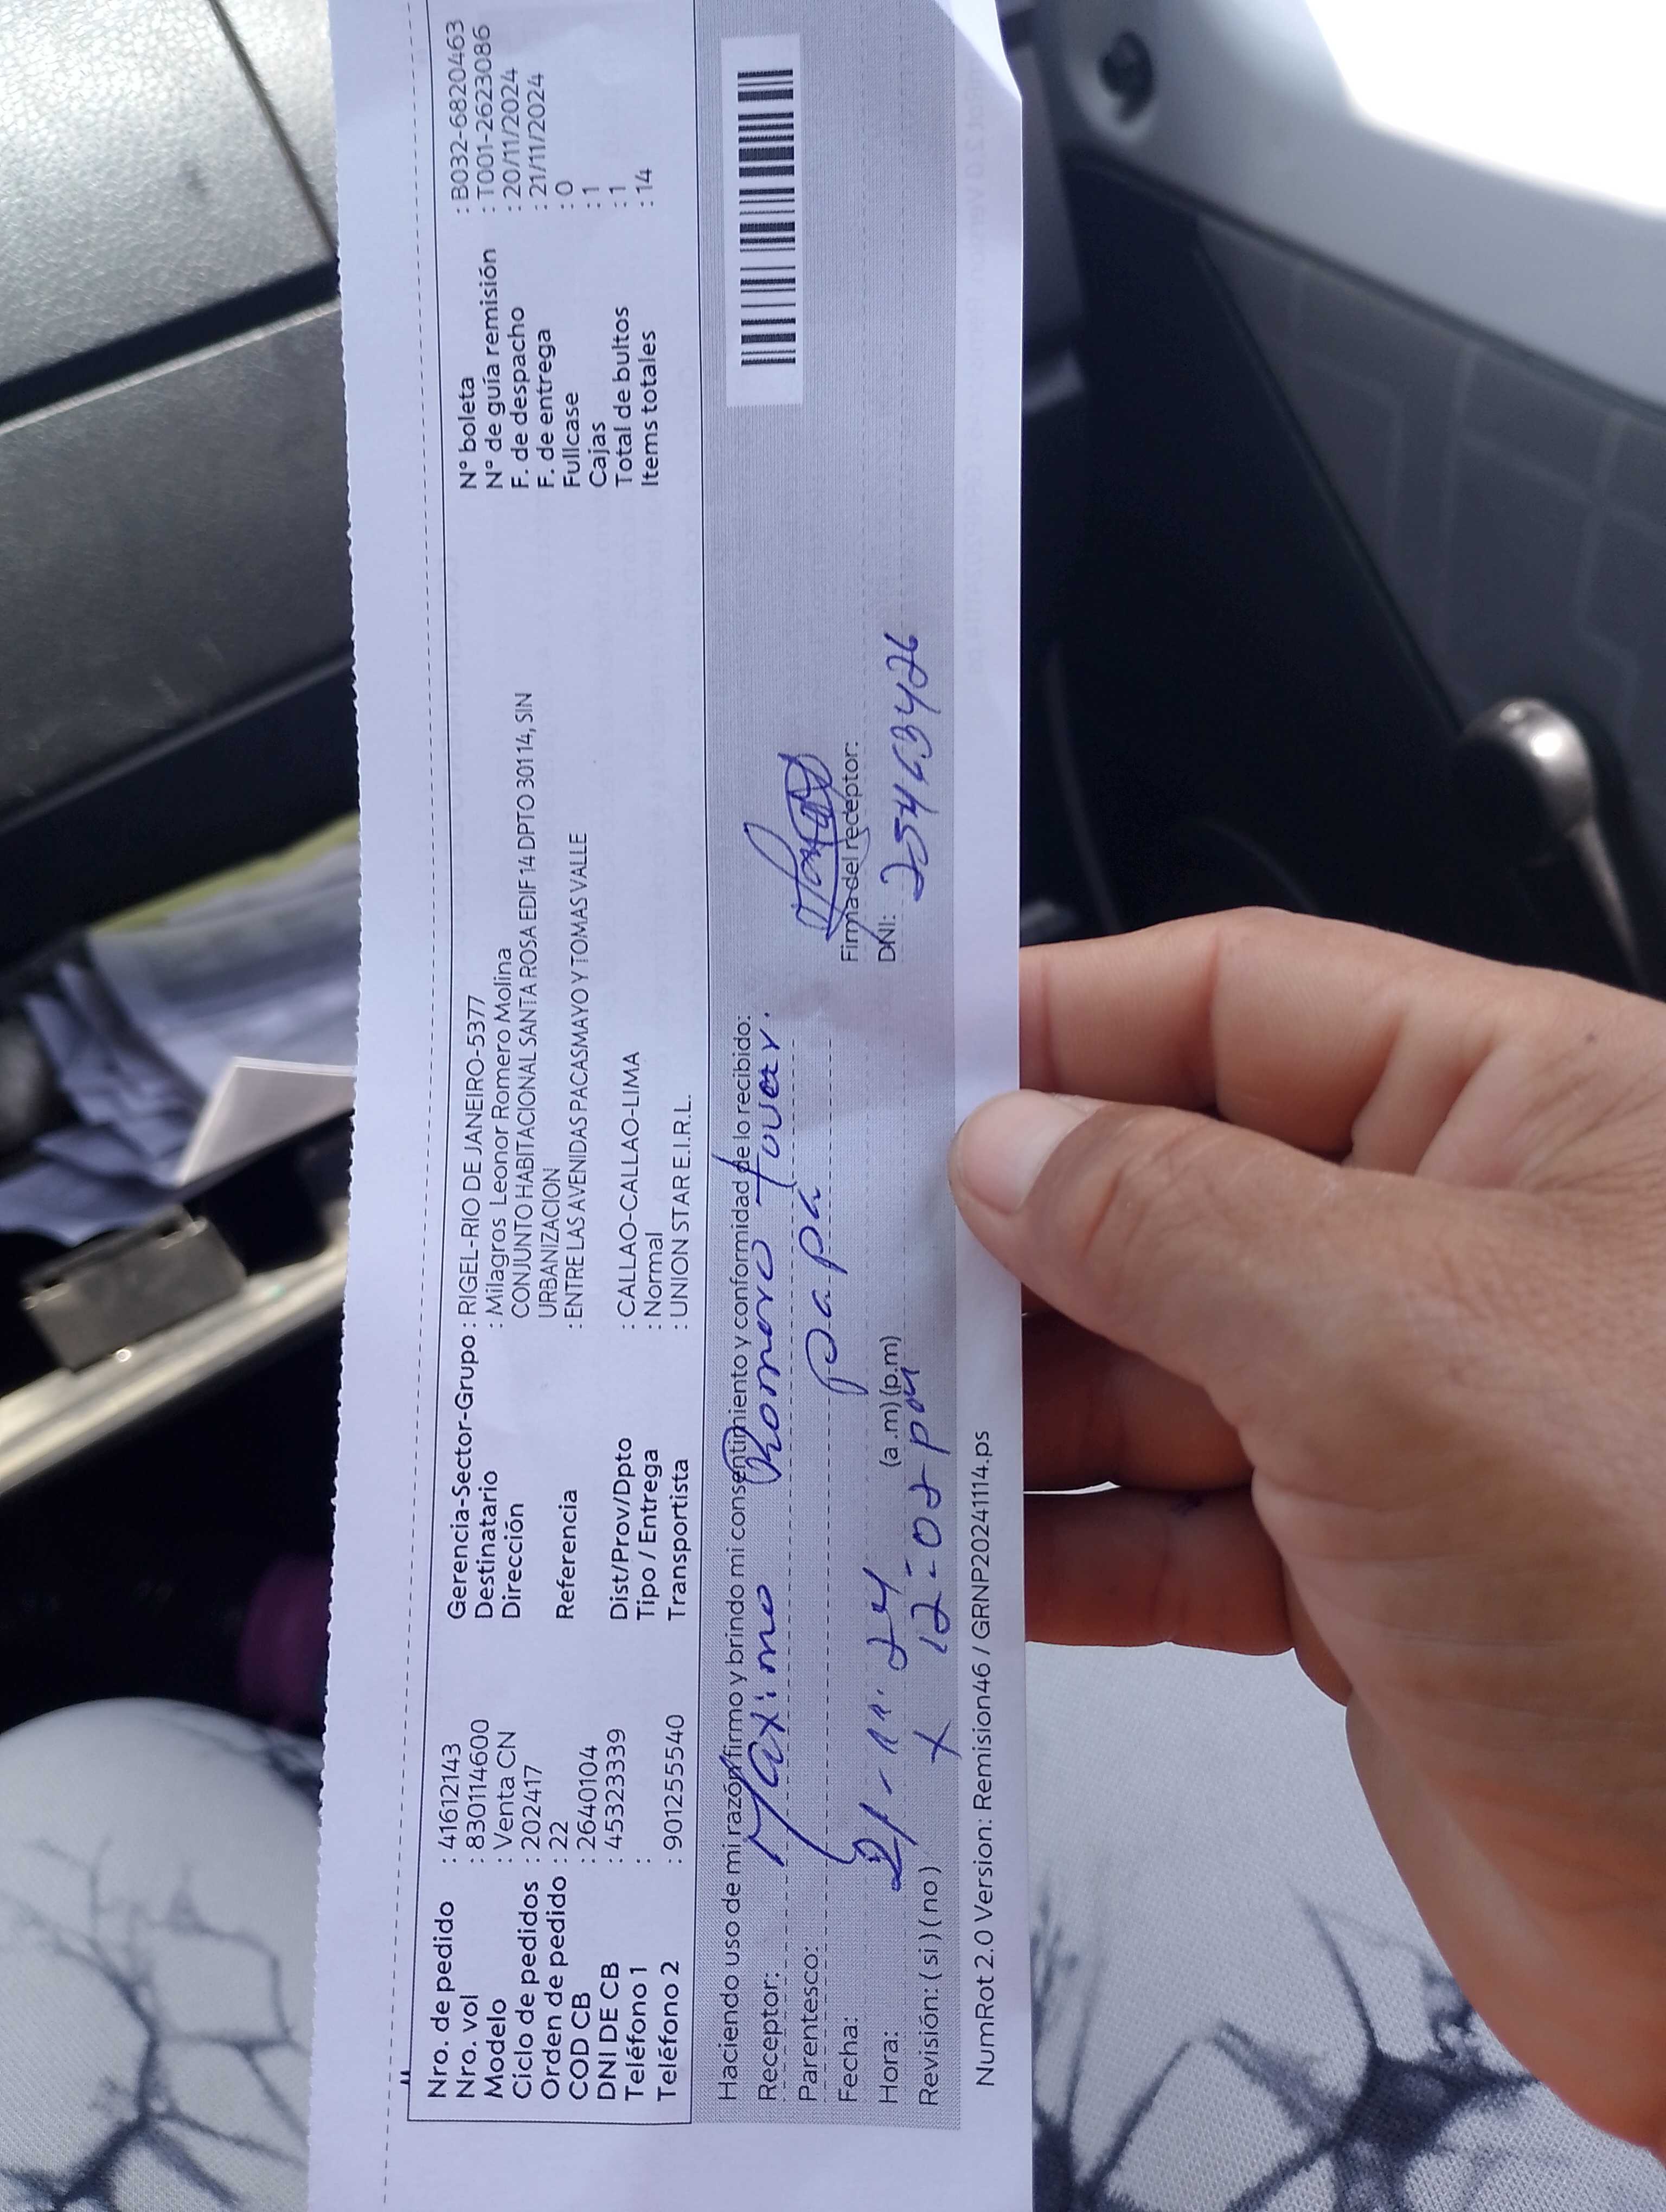 Nro. de pedido : 41612143
Nro. vol : 8301114600
Modelo : Venta CN
Ciclo de pedidos : 202417
Orden de pedido : 22
COD CB : 2640104
DNI DE CB : 45323339
Teléfono 1 :
Teléfono 2 : 9012555540
Gerencia-Sector-Grupo : RIGEL-RIO DE JANEIRO-5377
Destinatario : Milagros Leonor Romero Molina
Dirección CONJUNTO HABITACIONAL SANTA ROSA EDIF 14 DPTO 30114, SIN
URBANIZACION
Referencia : ENTRE LAS AVENIDAS PACASMAYO Y TOMAS VALLE
Dist/Prov/Dpto : CALLAO-CALLAO-LIMA
Tipo / Entrega : Normal
Transportista : UNION STAR E.I.R.L.
N° boleta : B032-6820463
N° de guía remisión : T001-2623086
F. de despacho : 20/11/2024
F. de entrega : 21/11/2024
Fullcase : 0
Cajas : 1
Total de bultos : 1
Items totales : 14
Haciendo uso de mi razón firmo y brindo mi consentimiento y conformidad de lo recibido:
Receptor: Maximo Romero Tovar.
Parentesco: papá
Fecha: 21-11-24
Hora: 12-02 pm (a.m) (p.m)
Revisión: ( si ) ( no ) X
Firma del receptor:
DNI: 25463426
NumRot 2.0 Version: Remision46 / GRNP20241114.ps